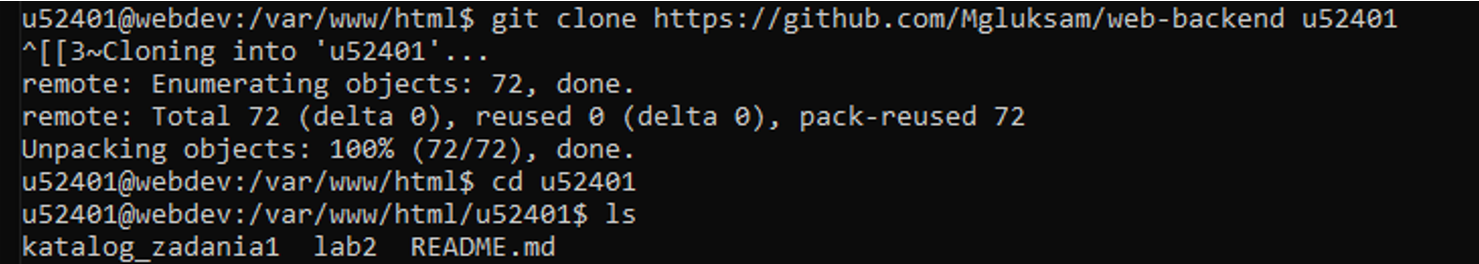 u52401@webdev:/var/www/html$ git clone https://github.com/Mgluksam/web-backend u52401
^[[3~Cloning into 'u52401'...
remote: Enumerating objects: 72, done.
remote: Total 72 (delta 0), reused 0 (delta 0), pack-reused 72
Unpacking objects: 100% (72/72), done.
u52401@webdev:/var/www/html$ cd u52401
u52401@webdev:/var/www/html/u52401$ ls
katalog_zadania1  lab2  README.md